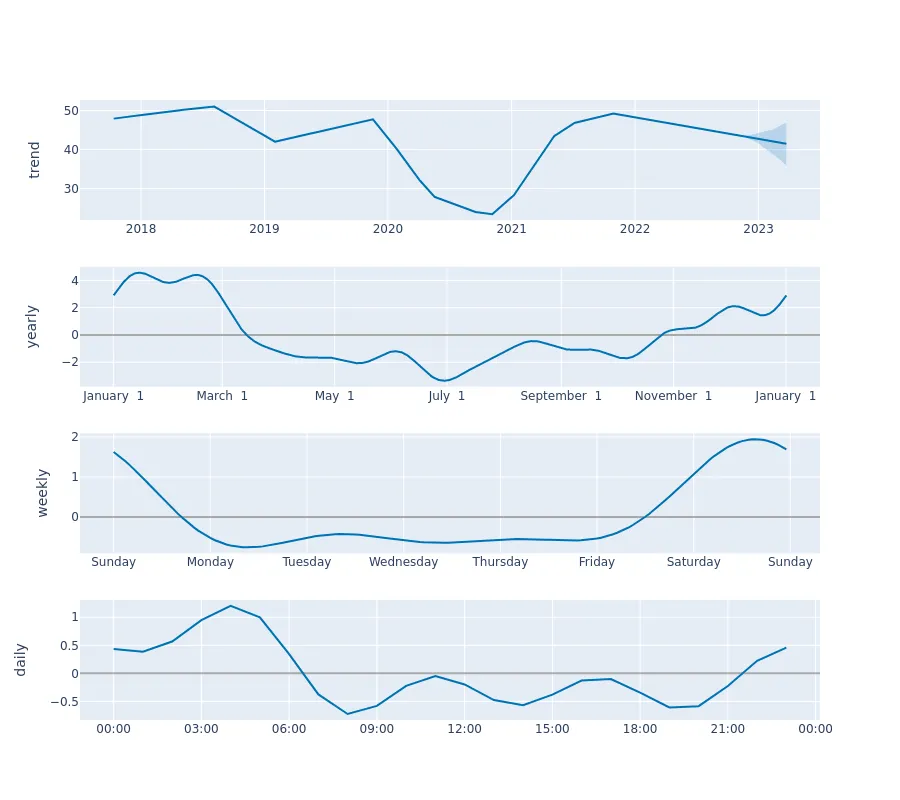 trend
50
40
30
2018 2019 2020 2021 2022 2023
yearly
4
2
0
−2
January 1 March 1 May 1 July 1 September 1 November 1 January 1
weekly
2
1
0
Sunday Monday Tuesday Wednesday Thursday Friday Saturday Sunday
daily
1
0.5
0
−0.5
00:00 03:00 06:00 09:00 12:00 15:00 18:00 21:00 00:00